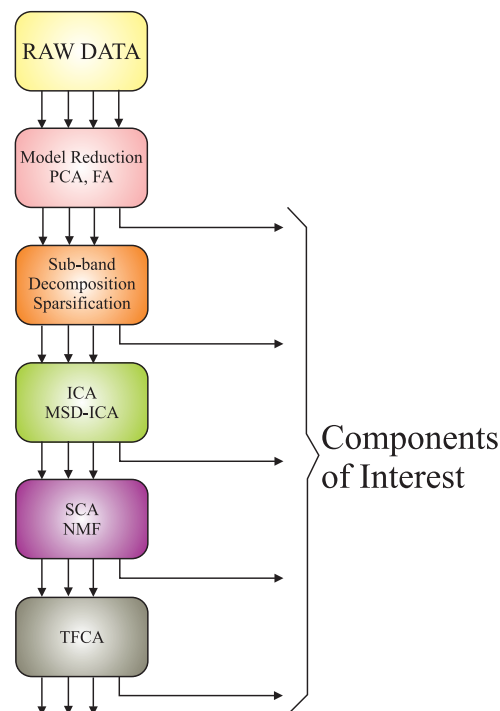 RAW DATA
Model Reduction
PCA, FA
Sub-band
Decomposition
Sparsification
ICA
MSD-ICA
SCA
NMF
TFCA
Components
of Interest